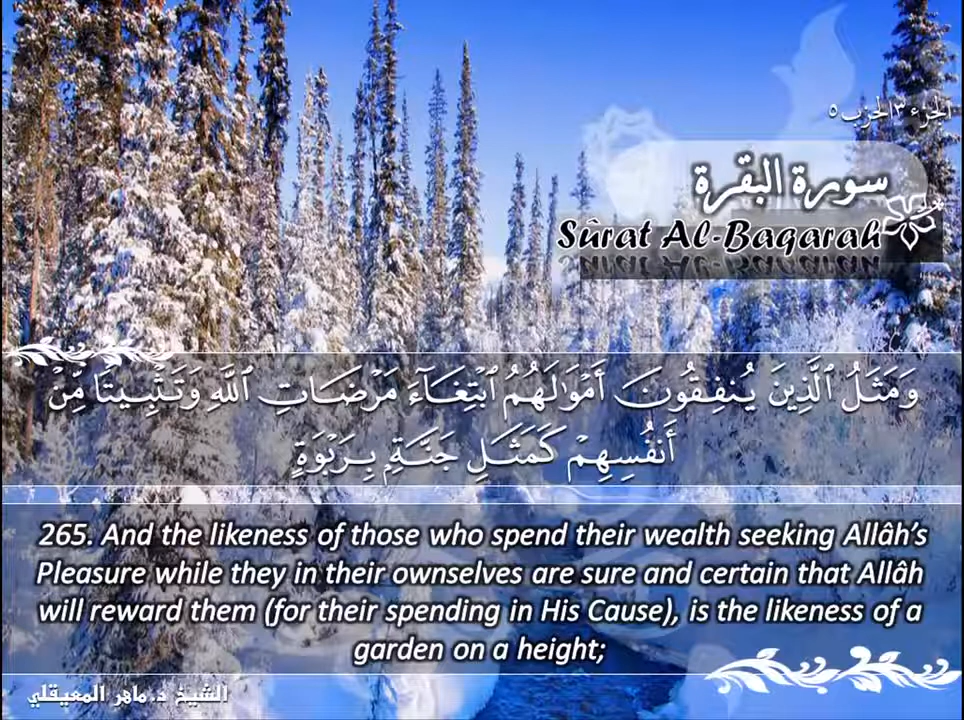 الجزء ٣ الحزب ٥
سورة البقرة
Sûrat Al-Baqarah
وَمَثَلُ ٱلَّذِينَ يُنفِقُونَ أَمْوَٰلَهُمُ ٱبْتِغَآءَ مَرْضَاتِ ٱللَّهِ وَتَثْبِيتًا مِّنْ
أَنفُسِهِمْ كَمَثَلِ جَنَّةٍۭ بِرَبْوَةٍ
265. And the likeness of those who spend their wealth seeking Allâh’s
Pleasure while they in their ownselves are sure and certain that Allâh
will reward them (for their spending in His Cause), is the likeness of a
garden on a height;
الشيخ د. ماهر المعيقلي